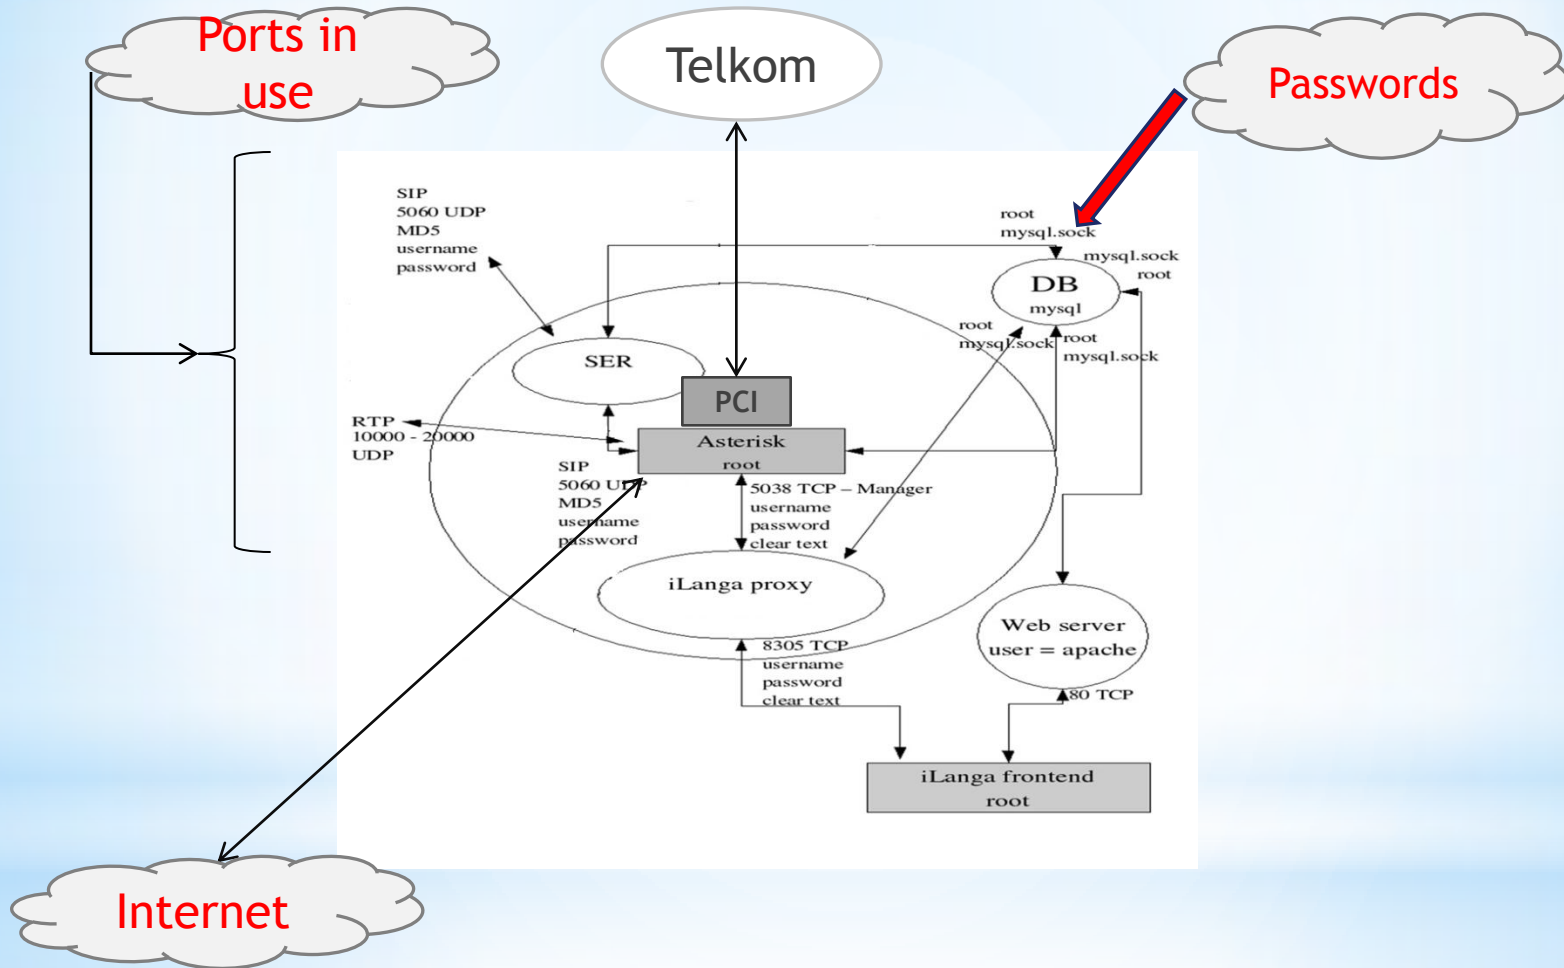 Ports in
use
Telkom
Passwords
SIP
5060 UDP
MD5
username
password
root
mysql.sock
mysql.sock
root
DB
mysql
root
mysql.sock
root
mysql.sock
SER
PCI
RTP
10000 - 20000
UDP
Asterisk
root
SIP
5060 UDP
MD5
username
password
5038 TCP – Manager
username
password
clear text
iLanga proxy
Web server
user = apache
8305 TCP
username
password
clear text
80 TCP
iLanga frontend
root
Internet